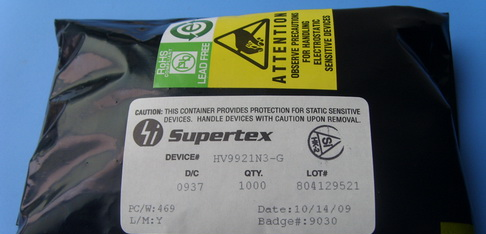 RoHS
Pb
LEAD FREE
ATTENTION
OBSERVE PRECAUTIONS
FOR HANDLING
ELECTROSTATIC
SENSITIVE DEVICES
CAUTION: THIS CONTAINER PROVIDES PROTECTION FOR STATIC SENSITIVE
DEVICES. HANDLE DEVICES WITH CAUTION UPON REMOVAL.
Supertex
DEVICE# HV9921N3-G
D/C QTY. LOT#
0937 1000 804129521
PC/W:469 Date:10/14/09
L/M:Y Badge#:9030